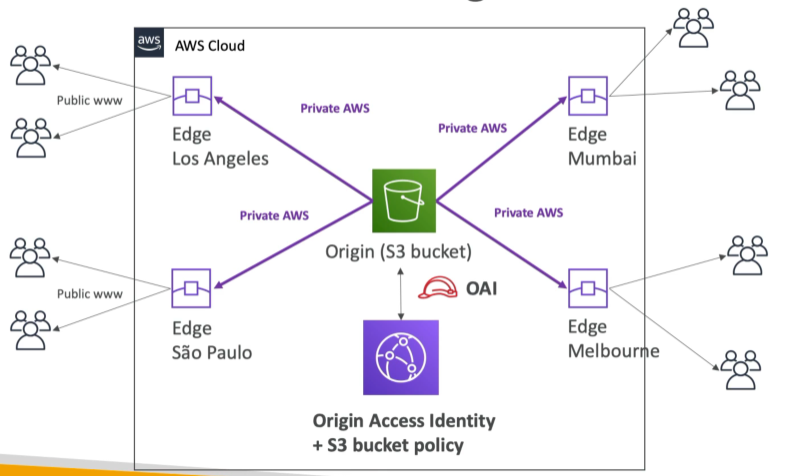 aws
AWS Cloud
Public www
Edge
Los Angeles
Private AWS
Private AWS
Edge
Mumbai
Private AWS
Private AWS
Origin (S3 bucket)
OAI
Public www
Edge
São Paulo
Edge
Melbourne
Origin Access Identity
+ S3 bucket policy